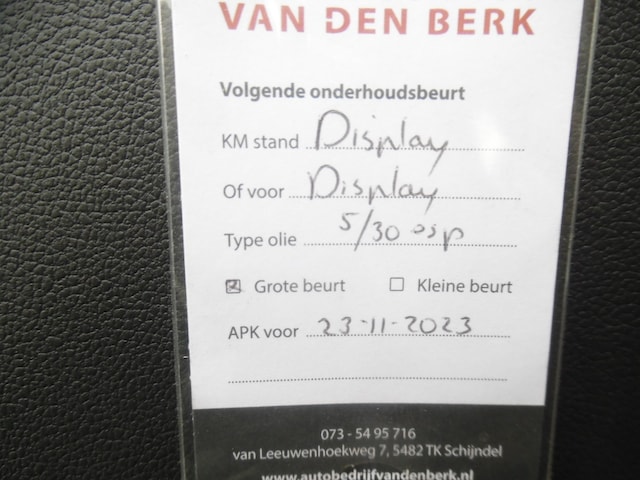 VAN DEN BERK
Volgende onderhoudsbeurt
KM stand Display
Of voor Display
Type olie 5/30 osp
Grote beurt Kleine beurt
APK voor 23-11-2023
073 - 54 95 716
van Leeuwenhoekweg 7, 5482 TK Schijndel
www.autobedrijfvandenberk.nl